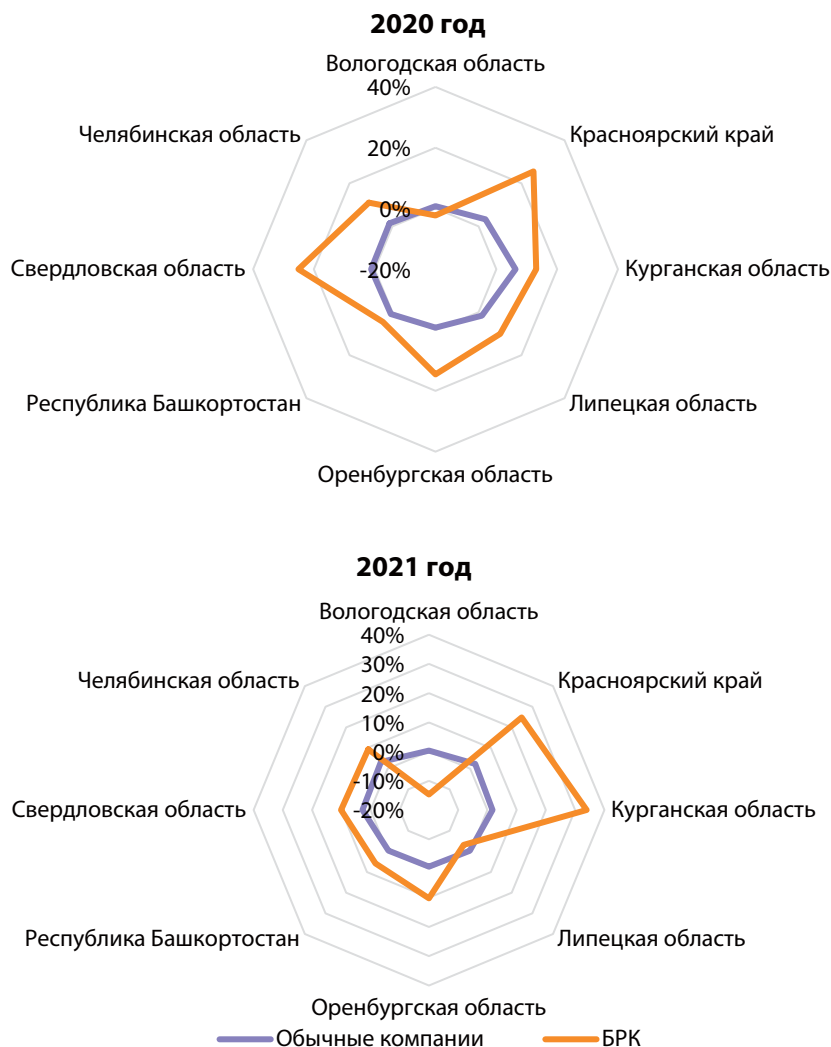 2020 год
Вологодская область
40%
Челябинская область
Красноярский край
20%
0%
Свердловская область
-20%
Курганская область
Республика Башкортостан
Липецкая область
Оренбургская область
2021 год
Вологодская область
40%
30%
Челябинская область
Красноярский край
20%
10%
0%
-10%
Свердловская область
-20%
Курганская область
Республика Башкортостан
Липецкая область
Оренбургская область
Обычные компании
БРК